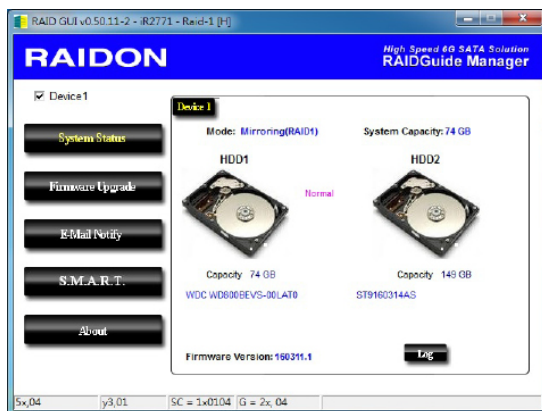 RAID GUI v0.50.11-2 - iR2771 - Raid-1 [H]
RAIDON
High Speed 6G SATA Solution
RAIDGuide Manager
Device1
Device 1
System Status
Firmware Upgrade
E-Mail Notify
S.M.A.R.T.
About
Mode: Mirroring(RAID1)
System Capacity: 74 GB
HDD1
HDD2
Normal
Capacity 74 GB
Capacity 149 GB
WDC WD800BEVS-00LAT0
ST9160314AS
Firmware Version: 160311.1
Log
5x,04
y3,01
SC = 1x0104
G = 2x, 04